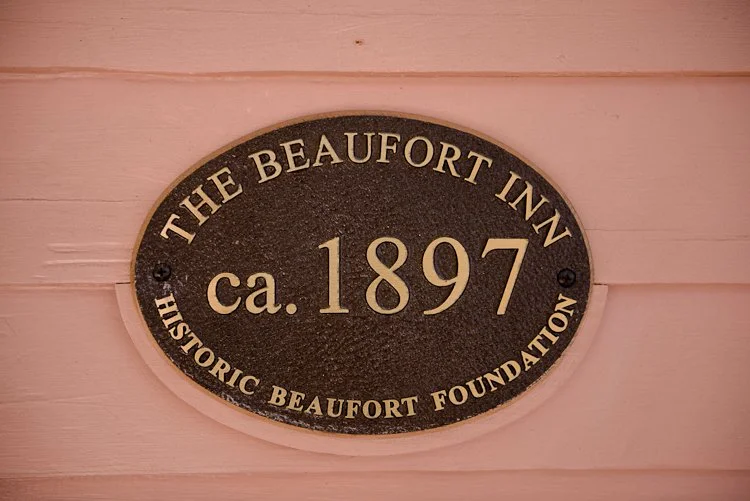 THE BEAUFORT INN
ca. 1897
HISTORIC BEAUFORT FOUNDATION